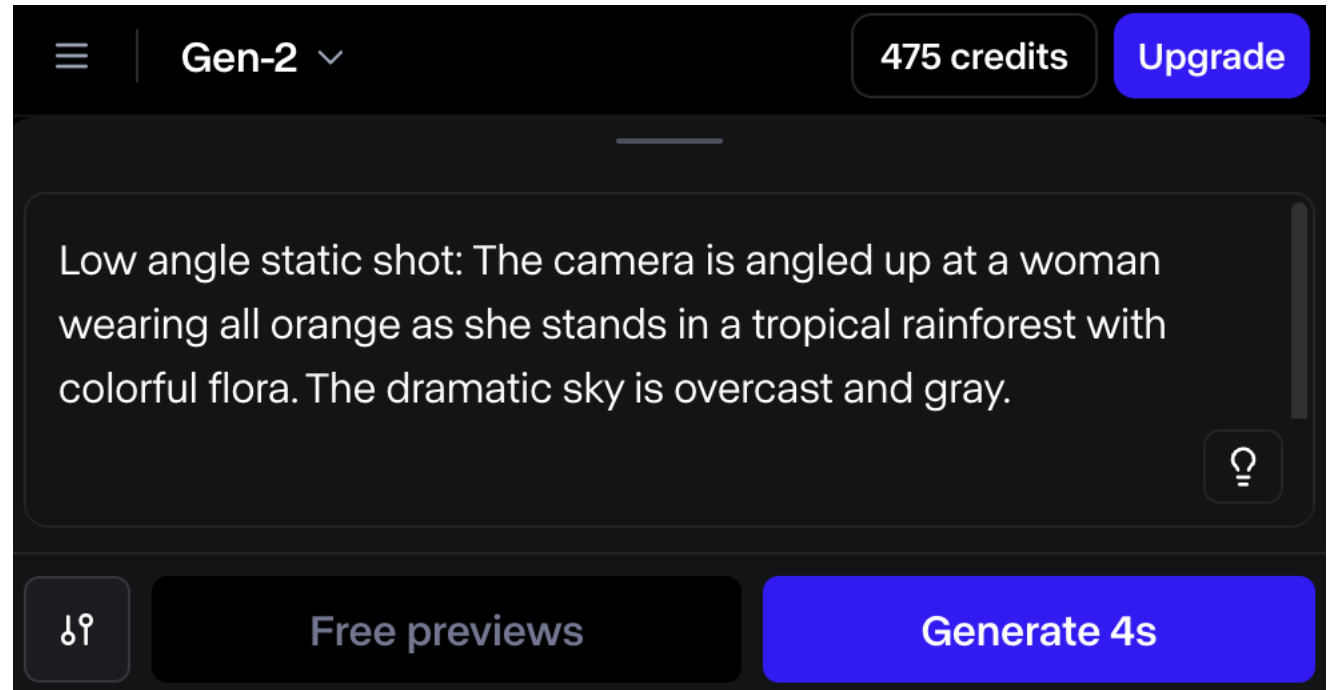 Gen-2
475 credits
Upgrade
Low angle static shot: The camera is angled up at a woman
wearing all orange as she stands in a tropical rainforest with
colorful flora. The dramatic sky is overcast and gray.
Free previews
Generate 4s